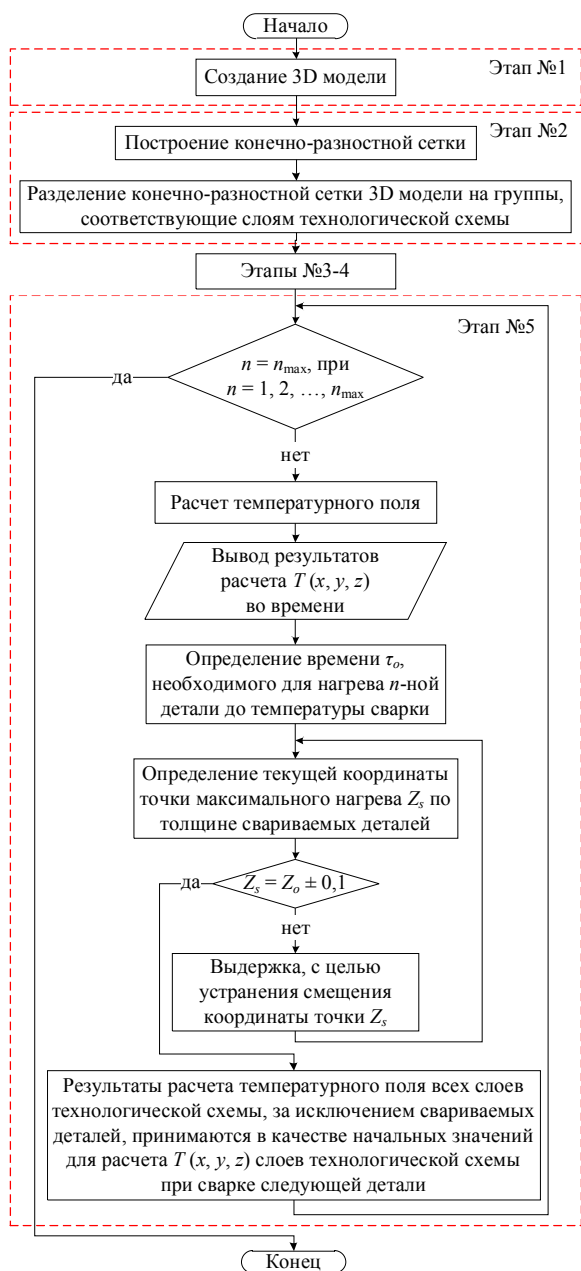 Начало
Этап №1
Создание 3D модели
Этап №2
Построение конечно-разностной сетки
Разделение конечно-разностной сетки 3D модели на группы,
соответствующие слоям технологической схемы
Этапы №3-4
Этап №5
n = nmax, при
n = 1, 2, …, nmax
да
нет
Расчет температурного поля
Вывод результатов
расчета T (x, y, z)
во времени
Определение времени τo,
необходимого для нагрева n-ной
детали до температуры сварки
Определение текущей координаты
точки максимального нагрева Zs по
толщине свариваемых деталей
да
Zs = Zo ± 0,1
нет
Выдержка, с целью
устранения смещения
координаты точки Zs
Результаты расчета температурного поля всех слоев
технологической схемы, за исключением свариваемых
деталей, принимаются в качестве начальных значений
для расчета T (x, y, z) слоев технологической схемы
при сварке следующей детали
Конец